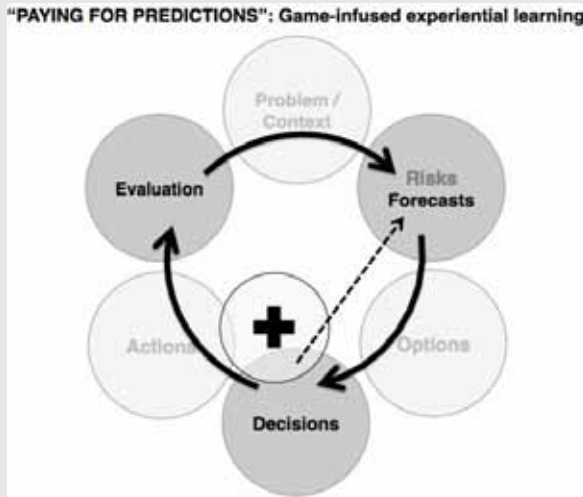 "PAYING FOR PREDICTIONS": Game-infused experiential learning
Problem /
Context
Evaluation
Risks
Forecasts
Actions
Options
Decisions